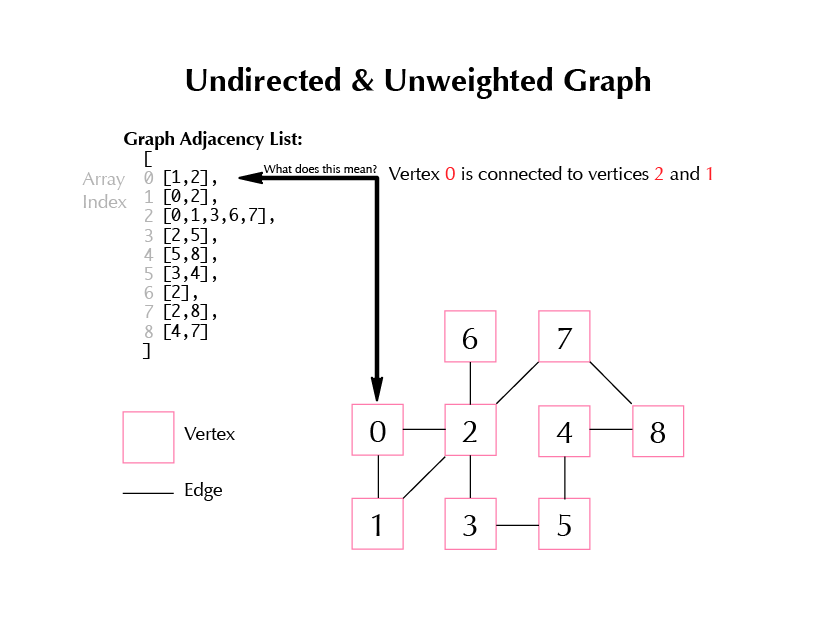 Undirected & Unweighted Graph
Graph Adjacency List:
[
Array
Index
0 [1,2],
What does this mean?
Vertex 0 is connected to vertices 2 and 1
1 [0,2],
2 [0,1,3,6,7],
3 [2,5],
4 [5,8],
5 [3,4],
6 [2],
7 [2,8],
8 [4,7]
]
6 7
0 2 4 8
1 3 5
Vertex
Edge